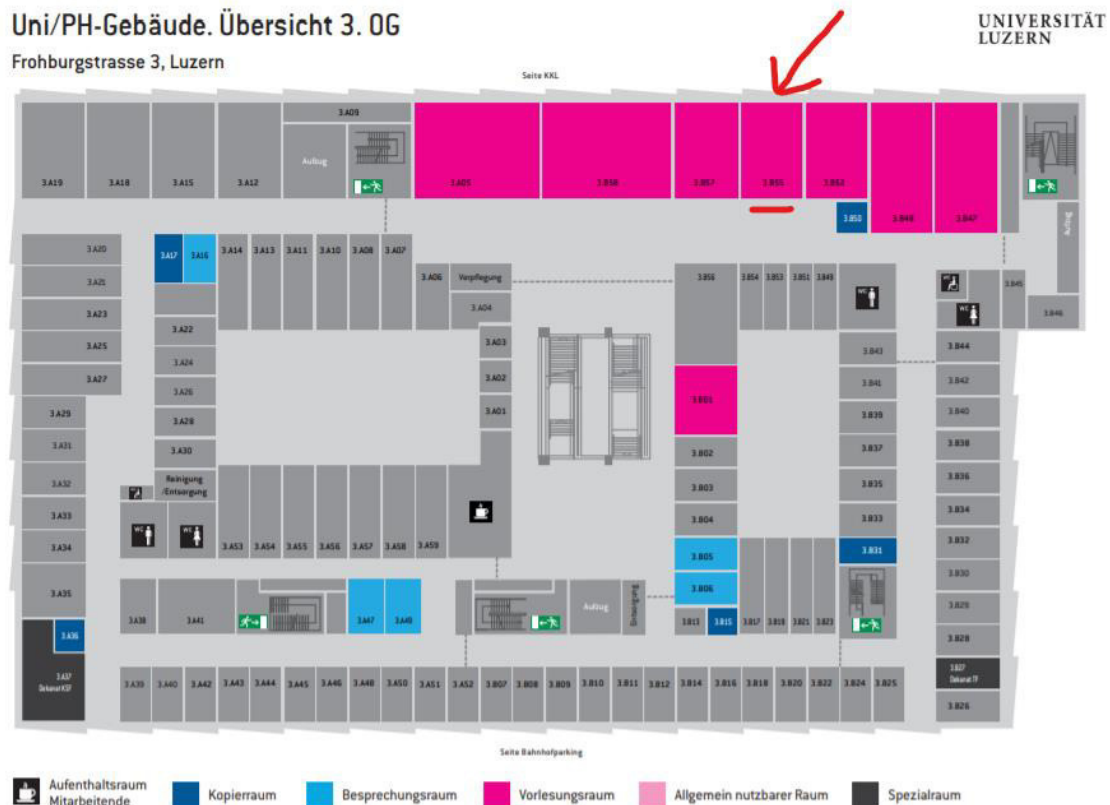 Uni/PH-Gebäude. Übersicht 3. OG
UNIVERSITÄT
LUZERN
Frohburgstrasse 3, Luzern
Seite KKL
3.A09
Aufzug
3.A19 3.A18 3.A15 3.A12 3.A05 3.B58 3.B57 3.B55 3.B52
3.B50 3.B48 3.B47
Aufzug
3.A20 3.A17 3.A16 3.A14 3.A13 3.A11 3.A10 3.A08 3.A07
3.A06 Verpflegung 3.B56 3.B54 3.B53 3.B51 3.B49 WC WC 3.B45
3.A21
3.A04
3.A23 WC 3.B46
3.A22
3.A25 3.A03 3.B43 3.B44
3.A24
3.A27 3.A02 3.B41 3.B42
3.A26
3.A29 3.A28 3.A01 3.B01 3.B39 3.B40
3.A31 3.A30 3.B02 3.B37 3.B38
3.A32 Reinigung
/Entsorgung 3.B03 3.B35 3.B36
3.A33 3.B04 3.B33 3.B34
WC WC
3.A34 3.A53 3.A54 3.A55 3.A56 3.A57 3.A58 3.A59 3.B05 3.B31 3.B32
3.A35 3.B06 3.B30
Aufzug Entsorgung 3.B29
3.A38 3.A41 3.A47 3.A49 3.B13 3.B15 3.B17 3.B19 3.B21 3.B23
3.A36 3.B28
3.A37
Dekanat KSF
3.B27
Dekanat TF
3.A39 3.A40 3.A42 3.A43 3.A44 3.A45 3.A46 3.A48 3.A50 3.A51 3.A52 3.B07 3.B08 3.B09 3.B10 3.B11 3.B12 3.B14 3.B16 3.B18 3.B20 3.B22 3.B24 3.B25
3.B26
Seite Bahnhofparking
Aufenthaltsraum
Mitarbeitende
Kopierraum
Besprechungsraum
Vorlesungsraum
Allgemein nutzbarer Raum
Spezialraum